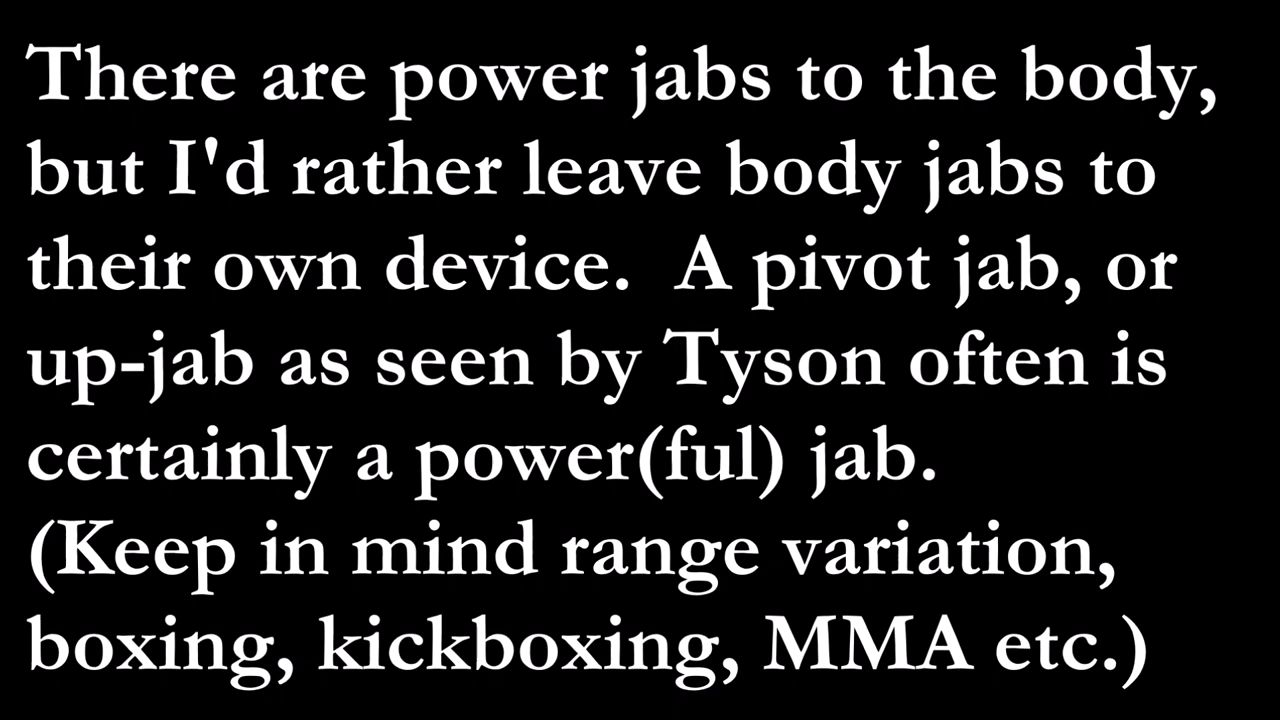 There are power jabs to the body,
but I'd rather leave body jabs to
their own device.  A pivot jab, or
up-jab as seen by Tyson often is
certainly a power(ful) jab.
(Keep in mind range variation,
boxing, kickboxing, MMA etc.)